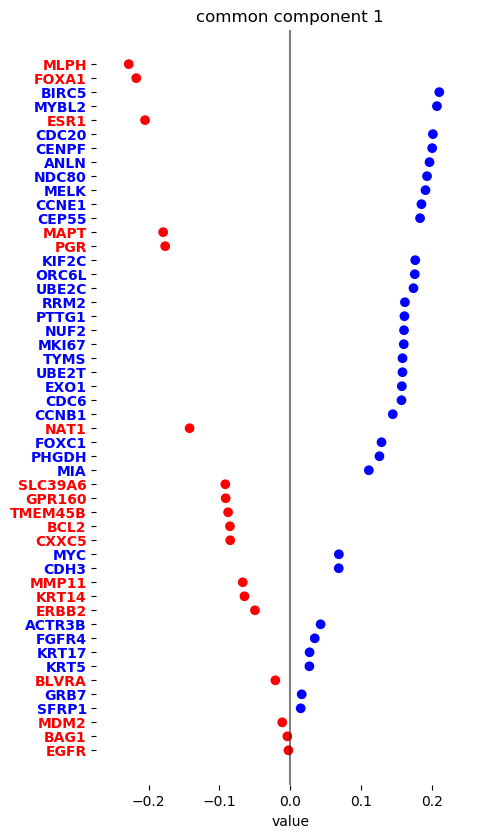 common component 1
MLPH
FOXA1
BIRC5
MYBL2
ESR1
CDC20
CENPF
ANLN
NDC80
MELK
CCNE1
CEP55
MAPT
PGR
KIF2C
ORC6L
UBE2C
RRM2
PTTG1
NUF2
MKI67
TYMS
UBE2T
EXO1
CDC6
CCNB1
NAT1
FOXC1
PHGDH
MIA
SLC39A6
GPR160
TMEM45B
BCL2
CXXC5
MYC
CDH3
MMP11
KRT14
ERBB2
ACTR3B
FGFR4
KRT17
KRT5
BLVRA
GRB7
SFRP1
MDM2
BAG1
EGFR
−0.2 −0.1 0.0 0.1 0.2
value